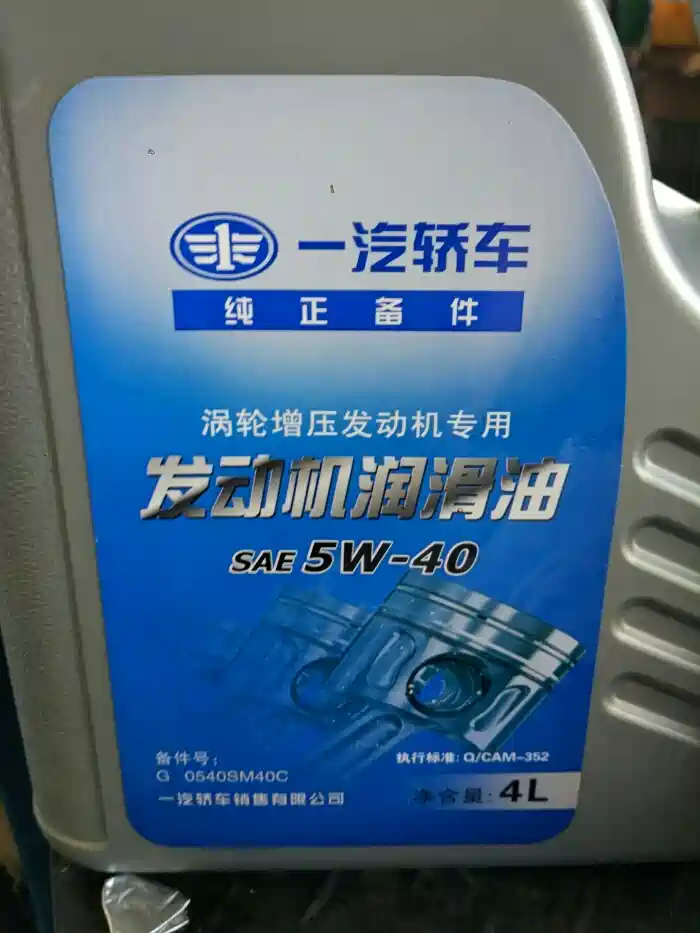 一汽轿车
纯正备件
涡轮增压发动机专用
发动机润滑油
SAE 5W-40
备件号:
G 0540SM40C
一汽轿车销售有限公司
执行标准: Q/CAM-352
净含量: 4L